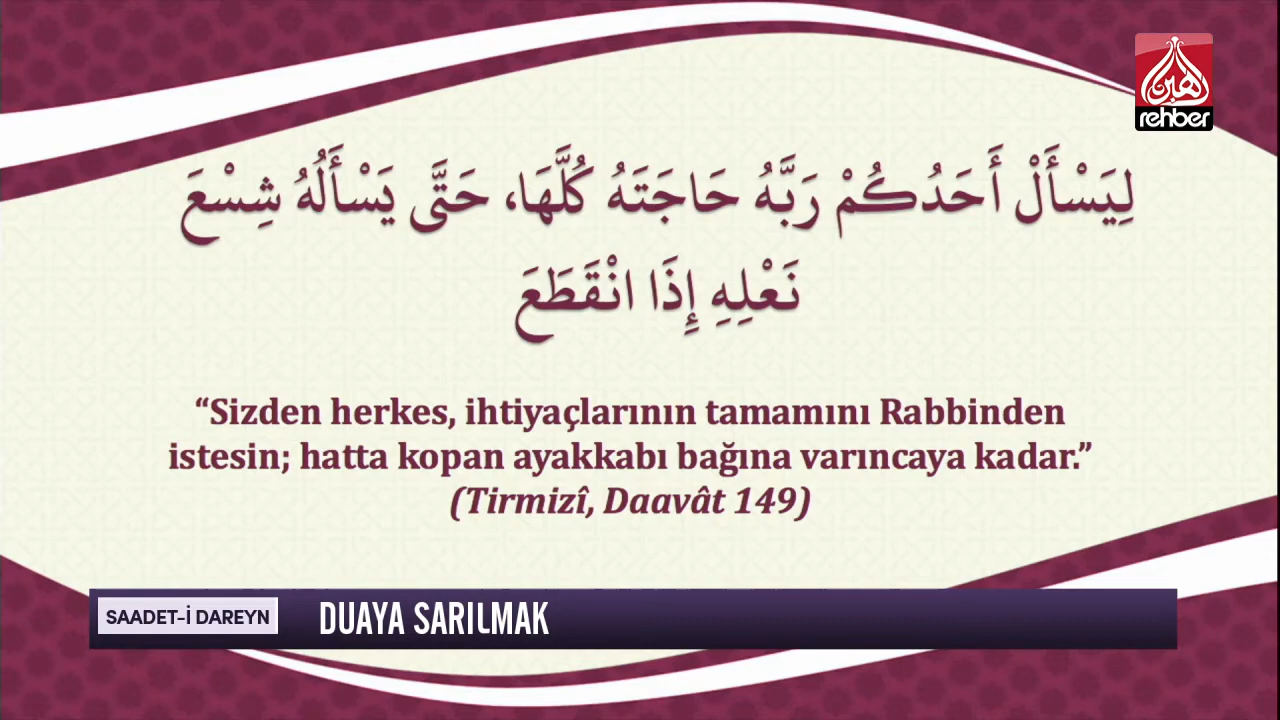 رهبر
rehber
لِيَسْأَلْ أَحَدُكُمْ رَبَّهُ حَاجَتَهُ كُلَّهَا، حَتَّى يَسْأَلُهُ شِسْعَ
نَعْلِهِ إِذَا انْقَطَعَ
“Sizden herkes, ihtiyaçlarının tamamını Rabbinden
istesin; hatta kopan ayakkabı bağına varıncaya kadar.”
(Tirmizî, Daavât 149)
SAADET-İ DAREYN
DUAYA SARILMAK